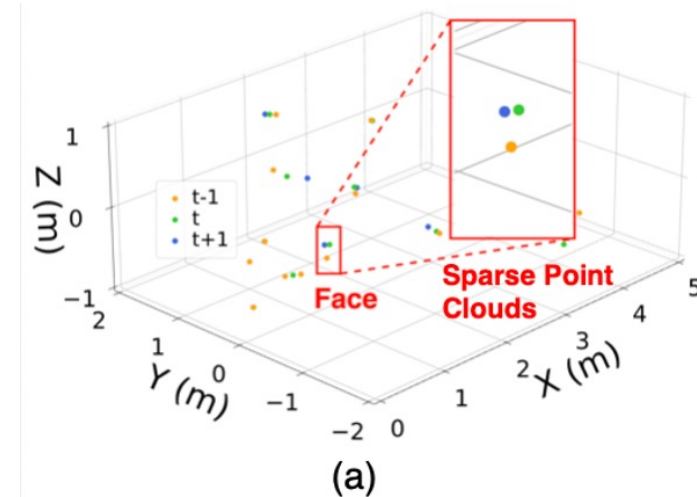 1
0
−1
Z (m)
t-1
t
t+1
Face
Sparse Point
Clouds
2
1
0
−1
−2
Y (m)
0
1
2
3
4
5
X (m)
(a)